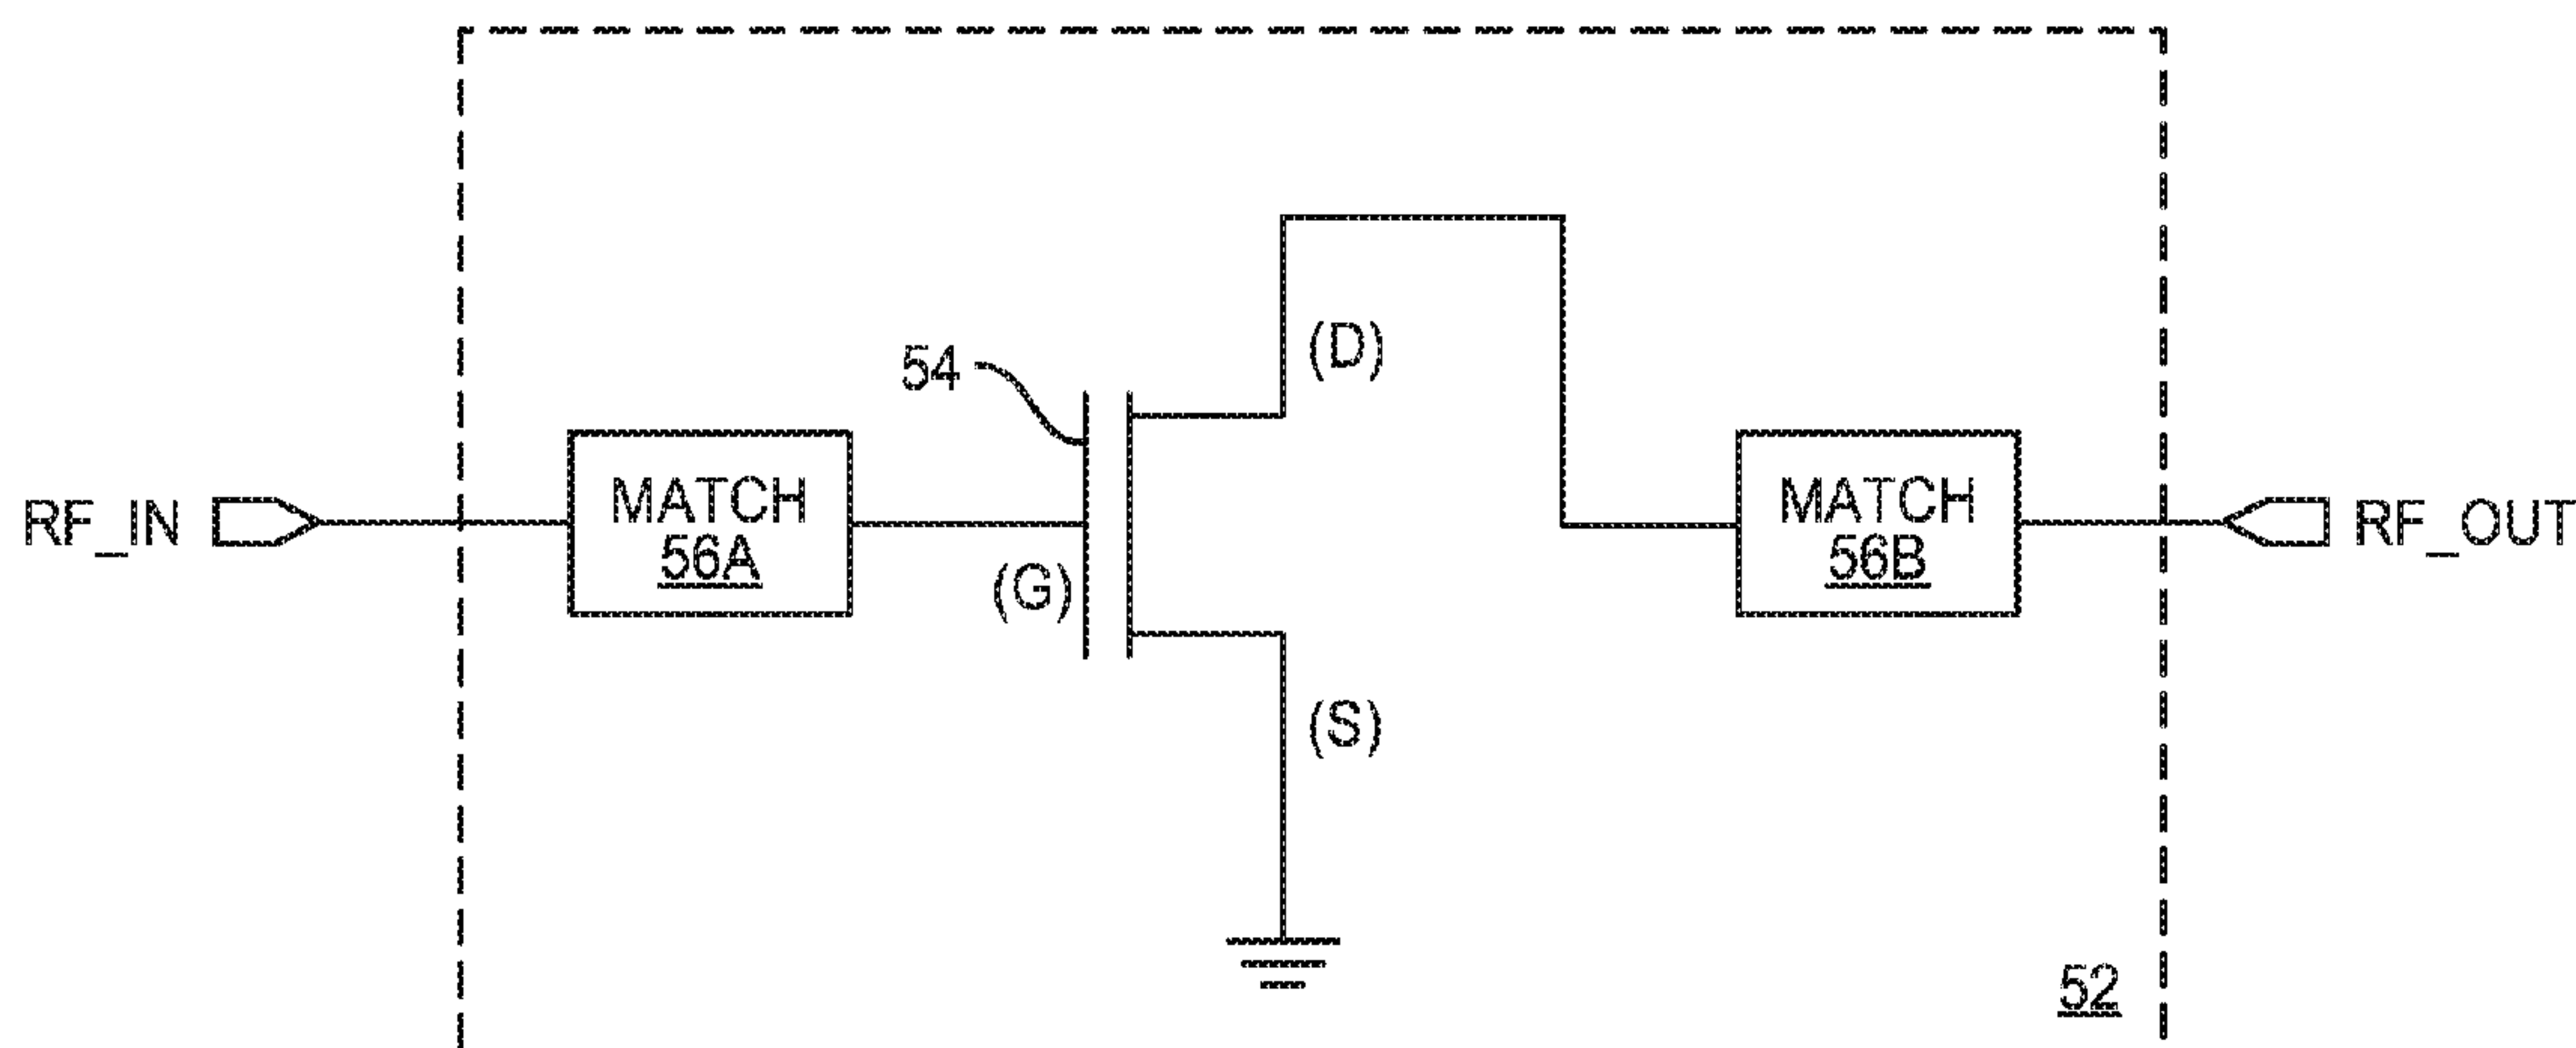 (D)
54
MATCH
56A
MATCH
56B
RF_IN
RF_OUT
(G)
(S)
52